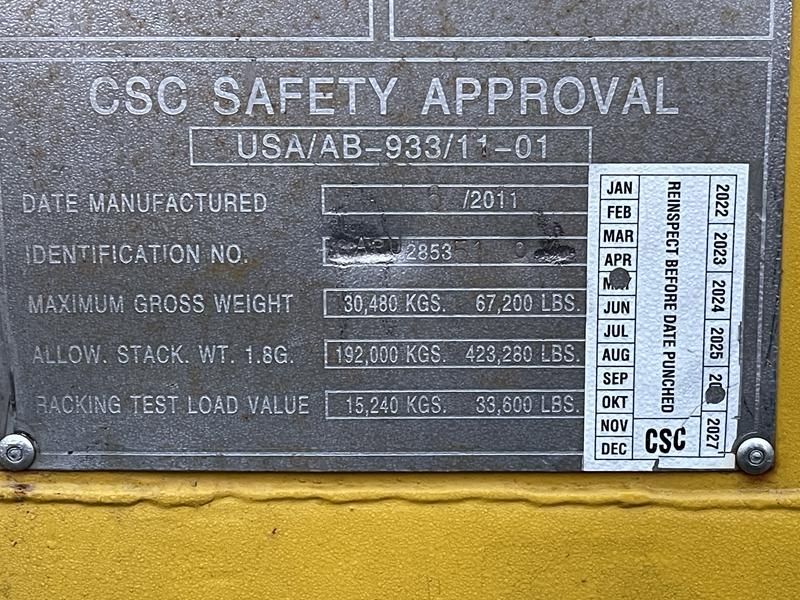 CSC SAFETY APPROVAL
USA/AB-933/11-01
DATE MANUFACTURED /2011
IDENTIFICATION NO. 2853
MAXIMUM GROSS WEIGHT 30,480 KGS. 67,200 LBS.
ALLOW. STACK. WT. 1.8G. 192,000 KGS. 423,280 LBS.
RACKING TEST LOAD VALUE 15,240 KGS. 33,600 LBS.
JAN
FEB
MAR
APR
JUN
JUL
AUG
SEP
OKT
NOV
DEC
REINSPECT BEFORE DATE PUNCHED
CSC
2022 2023 2024 2025 2027